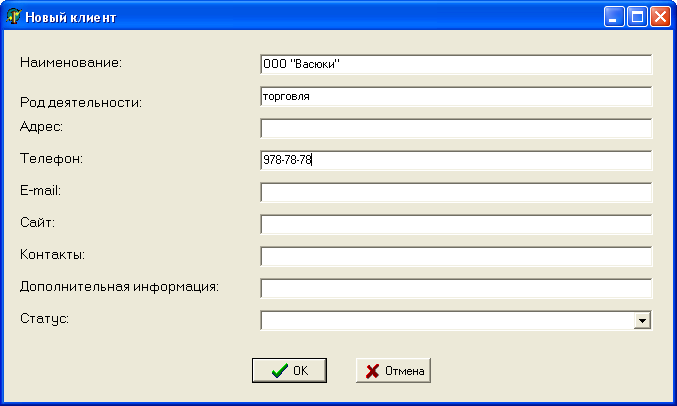 Новый клиент
Наименование: ООО "Васюки"
Род деятельности: торговля
Адрес:
Телефон: 978-78-78
E-mail:
Сайт:
Контакты:
Дополнительная информация:
Статус:
OK Отмена